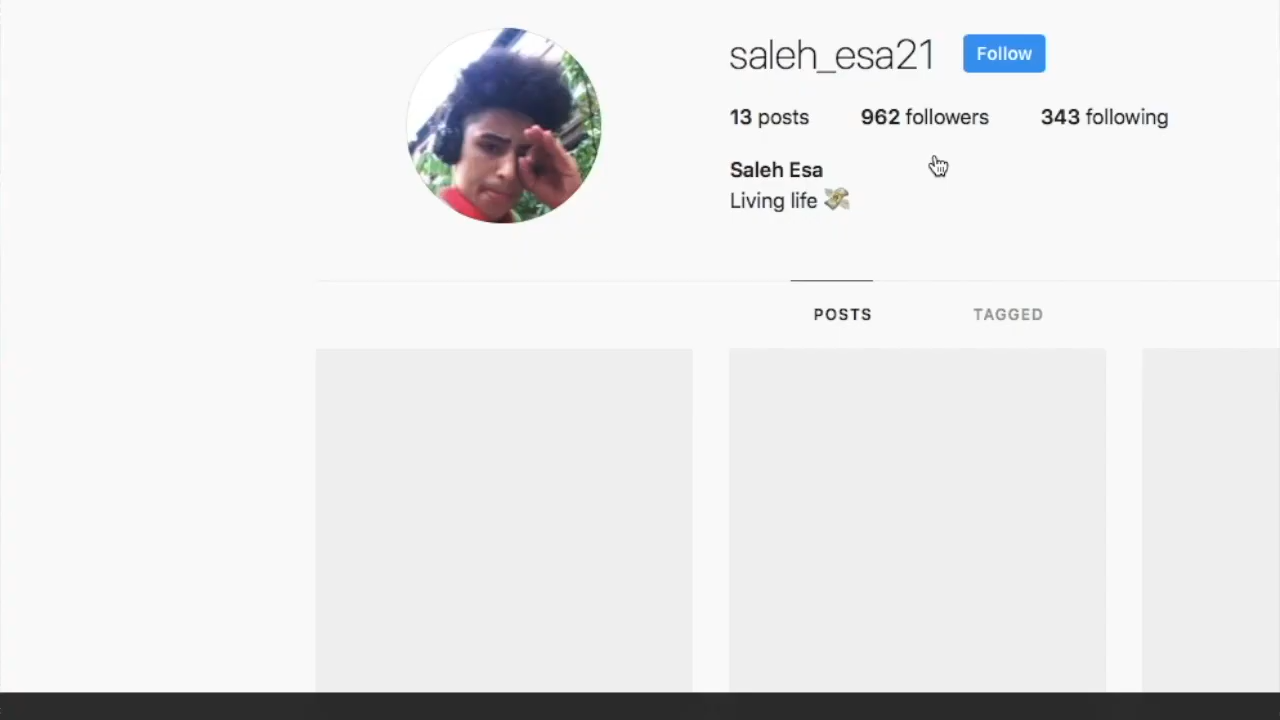 saleh_esa21 Follow
13 posts 962 followers 343 following
Saleh Esa
Living life 💸
POSTS TAGGED